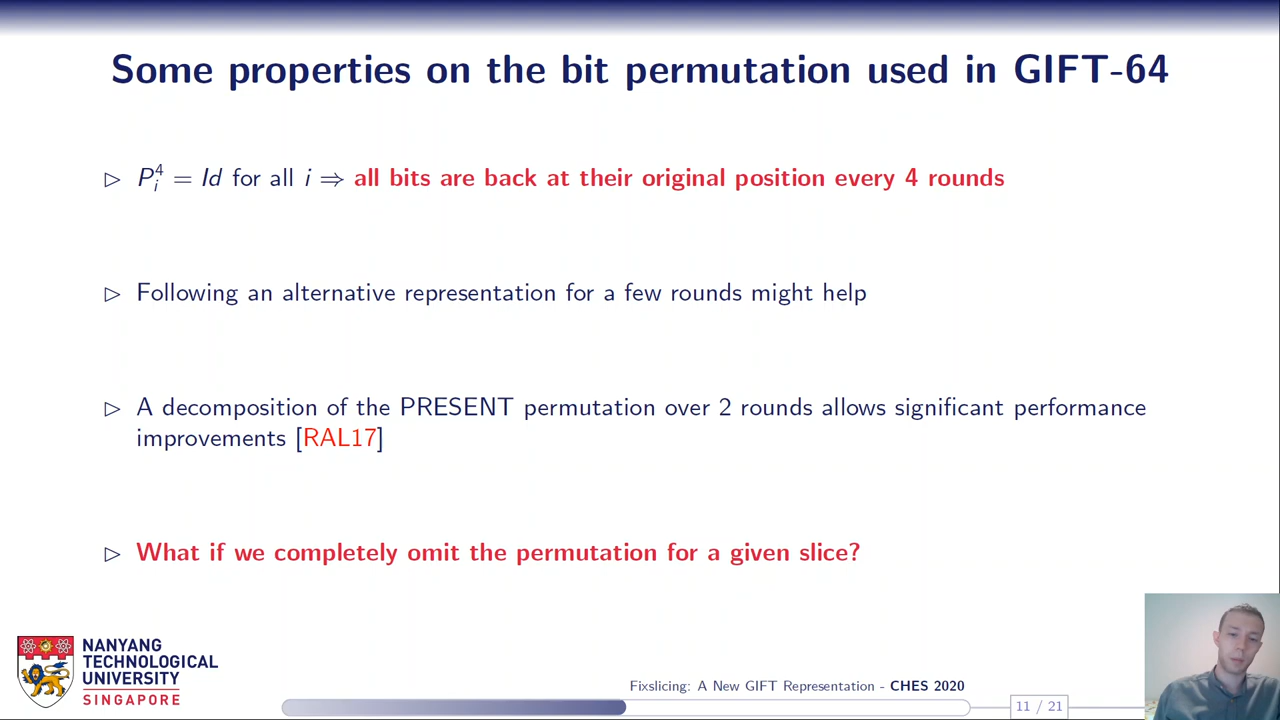 Some properties on the bit permutation used in GIFT-64
▷ P_i^4 = Id for all i ⇒ all bits are back at their original position every 4 rounds
▷ Following an alternative representation for a few rounds might help
▷ A decomposition of the PRESENT permutation over 2 rounds allows significant performance
improvements [RAL17]
▷ What if we completely omit the permutation for a given slice?
NANYANG
TECHNOLOGICAL
UNIVERSITY
SINGAPORE
Fixslicing: A New GIFT Representation - CHES 2020
11 / 21